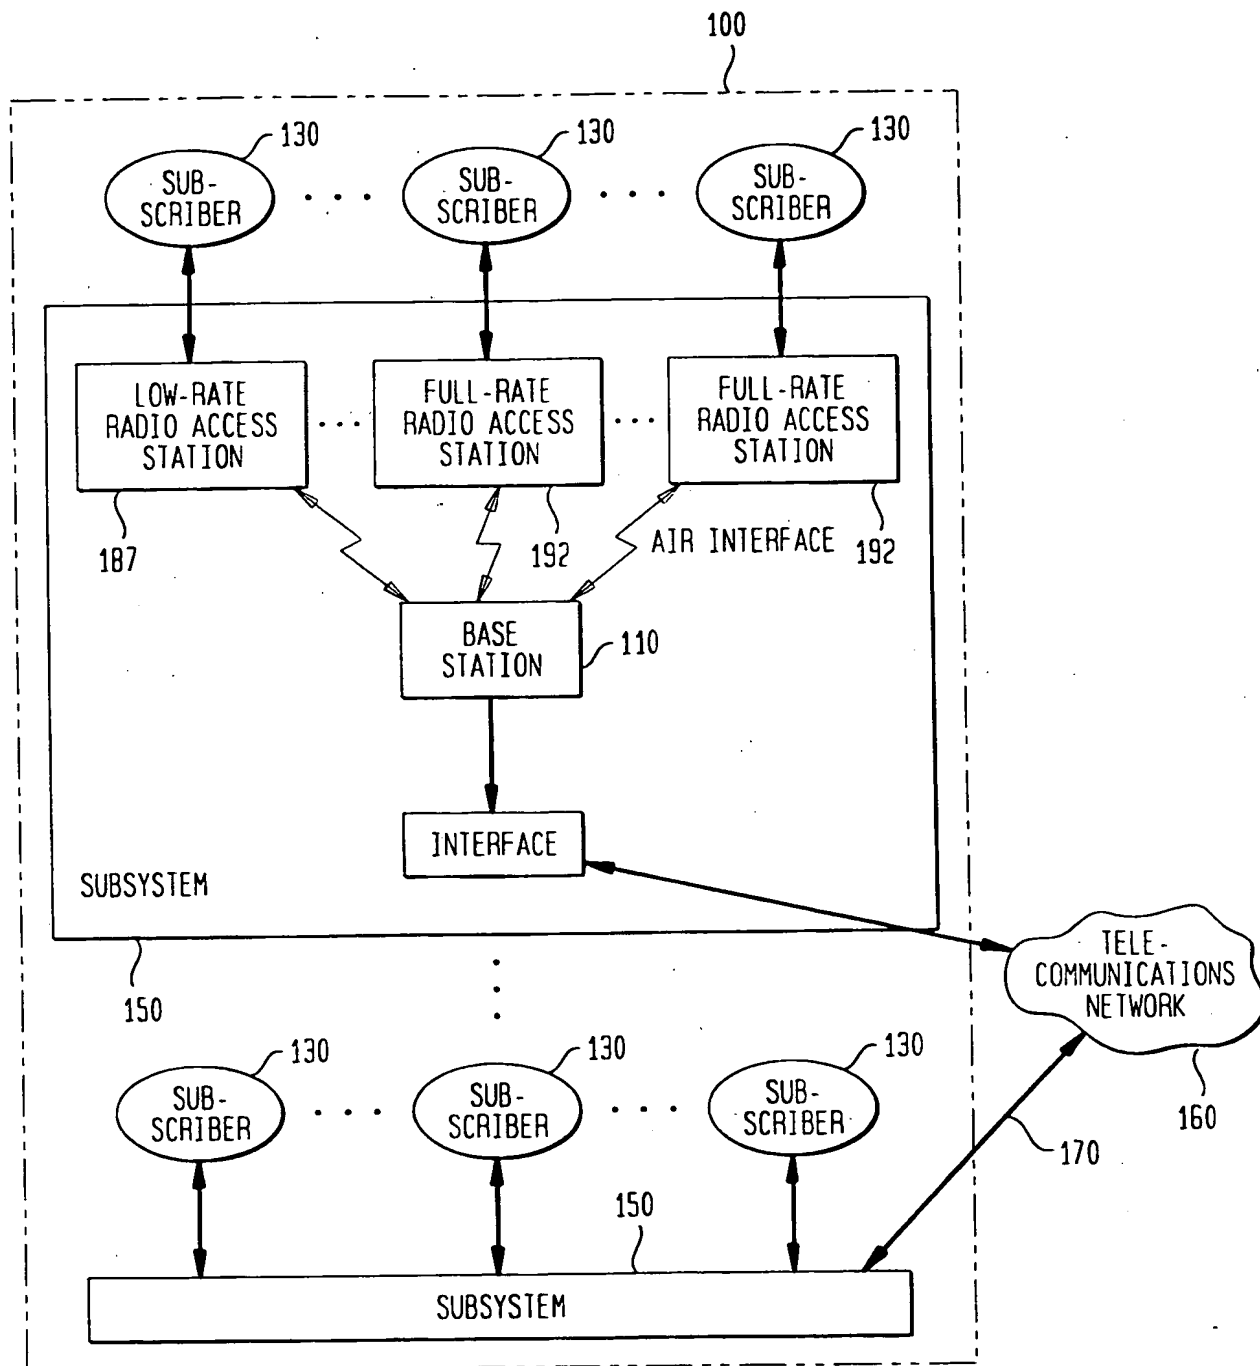 100
130
130
130
SUB-
SCRIBER
SUB-
SCRIBER
SUB-
SCRIBER
LOW-RATE
RADIO ACCESS
STATION
FULL-RATE
RADIO ACCESS
STATION
FULL-RATE
RADIO ACCESS
STATION
187
192
AIR INTERFACE
192
BASE
STATION
110
INTERFACE
SUBSYSTEM
150
TELE-
COMMUNICATIONS
NETWORK
160
130
130
130
SUB-
SCRIBER
SUB-
SCRIBER
SUB-
SCRIBER
170
150
SUBSYSTEM